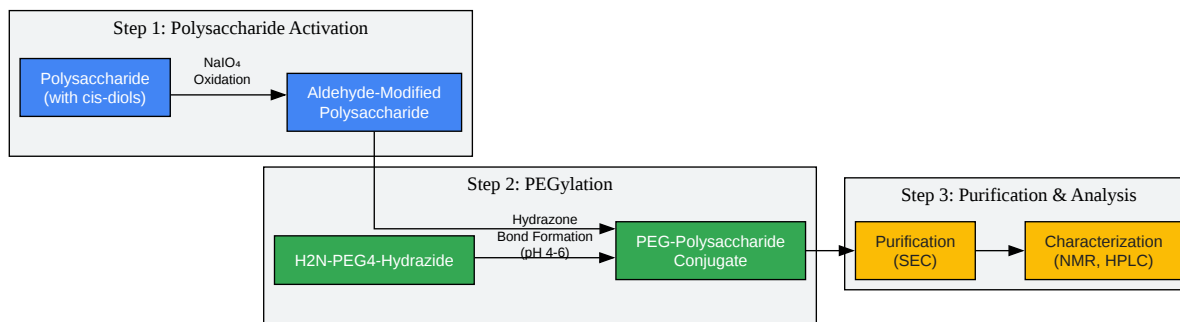 Step 1: Polysaccharide Activation
Polysaccharide
(with cis-diols)
NaIO₄
Oxidation
Aldehyde-Modified
Polysaccharide
Step 2: PEGylation
H2N-PEG4-Hydrazide
Hydrazone
Bond Formation
(pH 4-6)
PEG-Polysaccharide
Conjugate
Step 3: Purification & Analysis
Purification
(SEC)
Characterization
(NMR, HPLC)